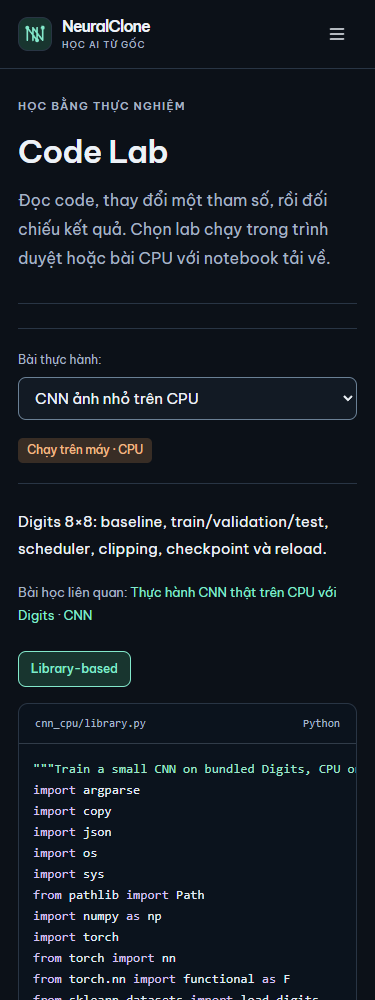 NeuralClone
HỌC AI TỪ GỐC
HỌC BẰNG THỰC NGHIỆM
Code Lab
Đọc code, thay đổi một tham số, rồi đối
chiếu kết quả. Chọn lab chạy trong trình
duyệt hoặc bài CPU với notebook tải về.
Bài thực hành:
CNN ảnh nhỏ trên CPU
Chạy trên máy · CPU
Digits 8×8: baseline, train/validation/test,
scheduler, clipping, checkpoint và reload.
Bài học liên quan: Thực hành CNN thật trên CPU với
Digits · CNN
Library-based
cnn_cpu/library.py Python
"""Train a small CNN on bundled Digits, CPU
import argparse
import copy
import json
import os
import sys
from pathlib import Path
import numpy as np
import torch
from torch import nn
from torch.nn import functional as F
from sklearn.datasets import load_digits